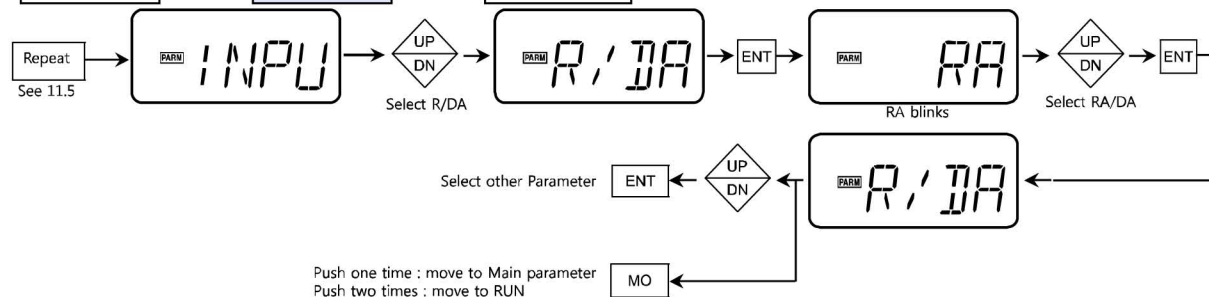 Repeat
See 11.5
PARM INPU
UP
DN
Select R/DA
PARM R/DA
ENT
PARM RA
RA blinks
UP
DN
Select RA/DA
ENT
Select other Parameter
ENT
UP
DN
PARM R/DA
Push one time : move to Main parameter
Push two times : move to RUN
MO